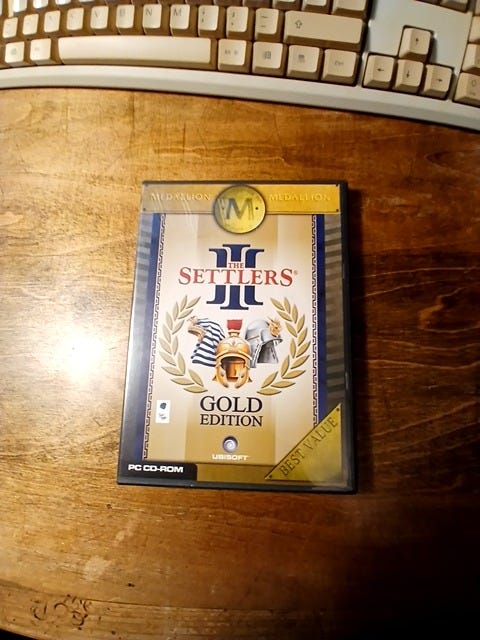 N M
MEDALLION M MEDALLION
III
THE
SETTLERS®
GOLD
EDITION
UBISOFT
BEST VALUE
PC CD-ROM